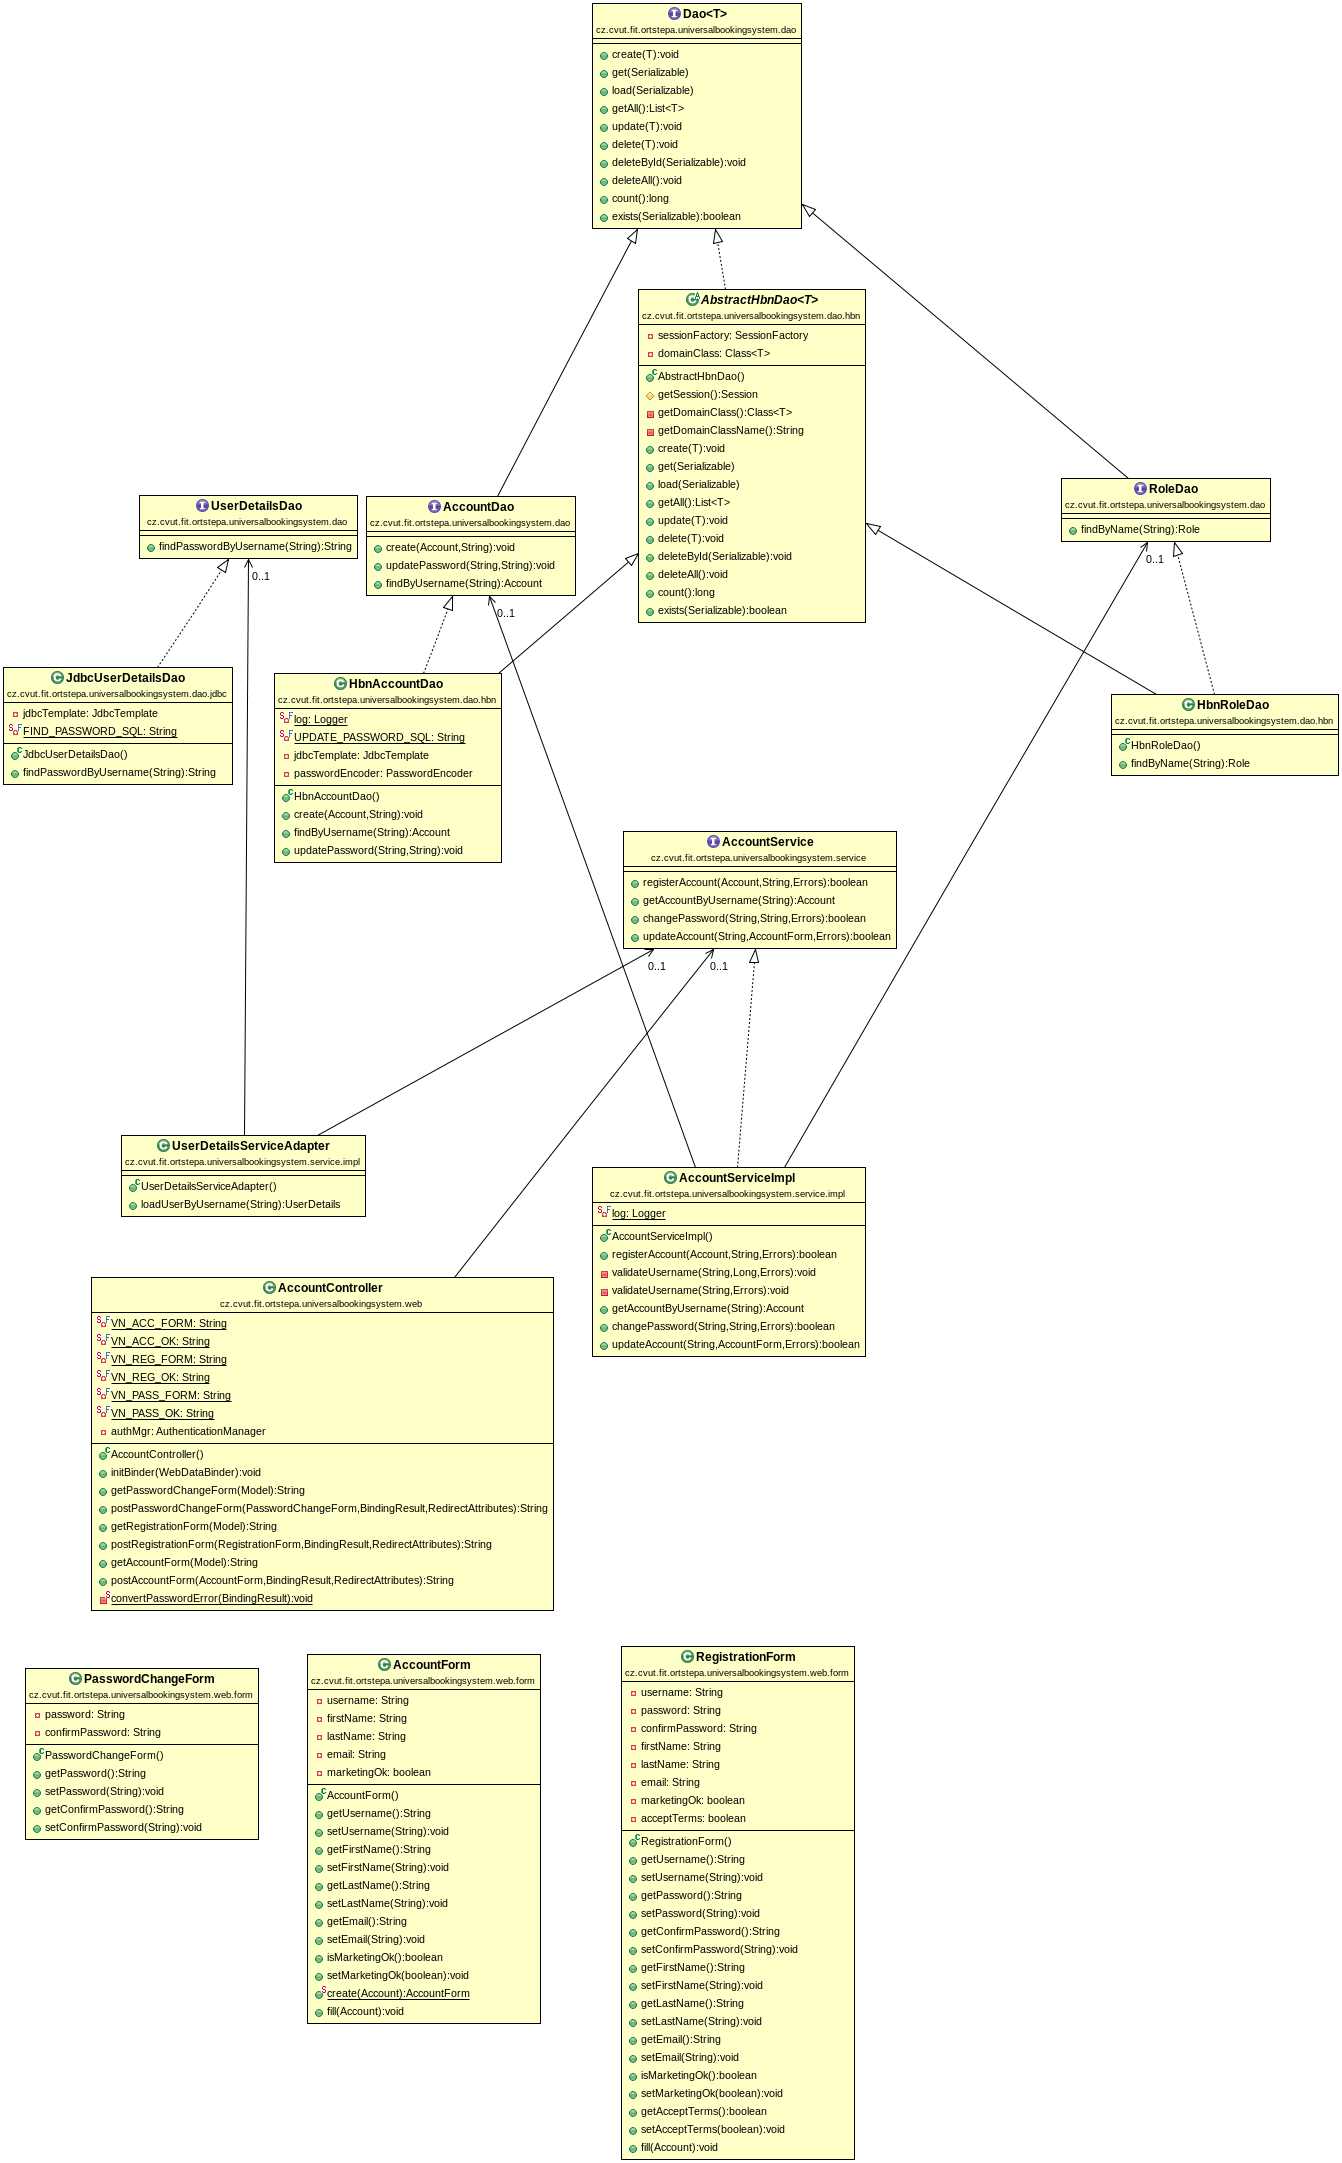 Dao<T>
cz.cvut.fit.ortstepa.universalbookingsystem.dao
create(T):void
get(Serializable)
load(Serializable)
getAll():List<T>
update(T):void
delete(T):void
deleteById(Serializable):void
deleteAll():void
count():long
exists(Serializable):boolean
AbstractHbnDao<T>
cz.cvut.fit.ortstepa.universalbookingsystem.dao.hbn
sessionFactory: SessionFactory
domainClass: Class<T>
AbstractHbnDao()
getSession():Session
getDomainClass():Class<T>
getDomainClassName():String
create(T):void
get(Serializable)
load(Serializable)
getAll():List<T>
update(T):void
delete(T):void
deleteById(Serializable):void
deleteAll():void
count():long
exists(Serializable):boolean
UserDetailsDao
cz.cvut.fit.ortstepa.universalbookingsystem.dao
findPasswordByUsername(String):String
0..1
AccountDao
cz.cvut.fit.ortstepa.universalbookingsystem.dao
create(Account,String):void
updatePassword(String,String):void
findByUsername(String):Account
0..1
RoleDao
cz.cvut.fit.ortstepa.universalbookingsystem.dao
findByName(String):Role
0..1
JdbcUserDetailsDao
cz.cvut.fit.ortstepa.universalbookingsystem.dao.jdbc
jdbcTemplate: JdbcTemplate
FIND_PASSWORD_SQL: String
JdbcUserDetailsDao()
findPasswordByUsername(String):String
HbnAccountDao
cz.cvut.fit.ortstepa.universalbookingsystem.dao.hbn
log: Logger
UPDATE_PASSWORD_SQL: String
jdbcTemplate: JdbcTemplate
passwordEncoder: PasswordEncoder
HbnAccountDao()
create(Account,String):void
findByUsername(String):Account
updatePassword(String,String):void
HbnRoleDao
cz.cvut.fit.ortstepa.universalbookingsystem.dao.hbn
HbnRoleDao()
findByName(String):Role
AccountService
cz.cvut.fit.ortstepa.universalbookingsystem.service
registerAccount(Account,String,Errors):boolean
getAccountByUsername(String):Account
changePassword(String,String,Errors):boolean
updateAccount(String,AccountForm,Errors):boolean
0..1
0..1
UserDetailsServiceAdapter
cz.cvut.fit.ortstepa.universalbookingsystem.service.impl
UserDetailsServiceAdapter()
loadUserByUsername(String):UserDetails
AccountServiceImpl
cz.cvut.fit.ortstepa.universalbookingsystem.service.impl
log: Logger
AccountServiceImpl()
registerAccount(Account,String,Errors):boolean
validateUsername(String,Long,Errors):void
validateUsername(String,Errors):void
getAccountByUsername(String):Account
changePassword(String,String,Errors):boolean
updateAccount(String,AccountForm,Errors):boolean
AccountController
cz.cvut.fit.ortstepa.universalbookingsystem.web
VN_ACC_FORM: String
VN_ACC_OK: String
VN_REG_FORM: String
VN_REG_OK: String
VN_PASS_FORM: String
VN_PASS_OK: String
authMgr: AuthenticationManager
AccountController()
initBinder(WebDataBinder):void
getPasswordChangeForm(Model):String
postPasswordChangeForm(PasswordChangeForm,BindingResult,RedirectAttributes):String
getRegistrationForm(Model):String
postRegistrationForm(RegistrationForm,BindingResult,RedirectAttributes):String
getAccountForm(Model):String
postAccountForm(AccountForm,BindingResult,RedirectAttributes):String
convertPasswordError(BindingResult):void
PasswordChangeForm
cz.cvut.fit.ortstepa.universalbookingsystem.web.form
password: String
confirmPassword: String
PasswordChangeForm()
getPassword():String
setPassword(String):void
getConfirmPassword():String
setConfirmPassword(String):void
AccountForm
cz.cvut.fit.ortstepa.universalbookingsystem.web.form
username: String
firstName: String
lastName: String
email: String
marketingOk: boolean
AccountForm()
getUsername():String
setUsername(String):void
getFirstName():String
setFirstName(String):void
getLastName():String
setLastName(String):void
getEmail():String
setEmail(String):void
isMarketingOk():boolean
setMarketingOk(boolean):void
create(Account):AccountForm
fill(Account):void
RegistrationForm
cz.cvut.fit.ortstepa.universalbookingsystem.web.form
username: String
password: String
confirmPassword: String
firstName: String
lastName: String
email: String
marketingOk: boolean
acceptTerms: boolean
RegistrationForm()
getUsername():String
setUsername(String):void
getPassword():String
setPassword(String):void
getConfirmPassword():String
setConfirmPassword(String):void
getFirstName():String
setFirstName(String):void
getLastName():String
setLastName(String):void
getEmail():String
setEmail(String):void
isMarketingOk():boolean
setMarketingOk(boolean):void
getAcceptTerms():boolean
setAcceptTerms(boolean):void
fill(Account):void